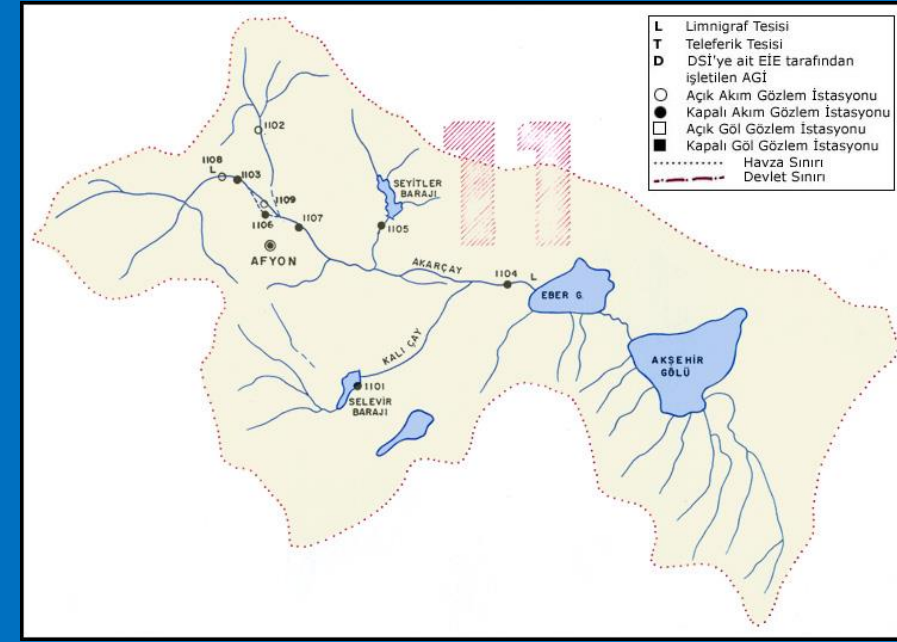 L Limnigraf Tesisi
T Teleferik Tesisi
D DSİ'ye ait EİE tarafından
işletilen AGİ
Açık Akım Gözlem İstasyonu
Kapalı Akım Gözlem İstasyonu
Açık Göl Gözlem İstasyonu
Kapalı Göl Gözlem İstasyonu
Havza Sınırı
Devlet Sınırı
11
1102
1108
L
1103
1109
1106
1107
AFYON
SEYİTLER
BARAJI
1105
AKARÇAY
1104
L
EBER G.
KALI ÇAY
AKŞEHİR
GÖLÜ
1101
SELEVİR
BARAJI